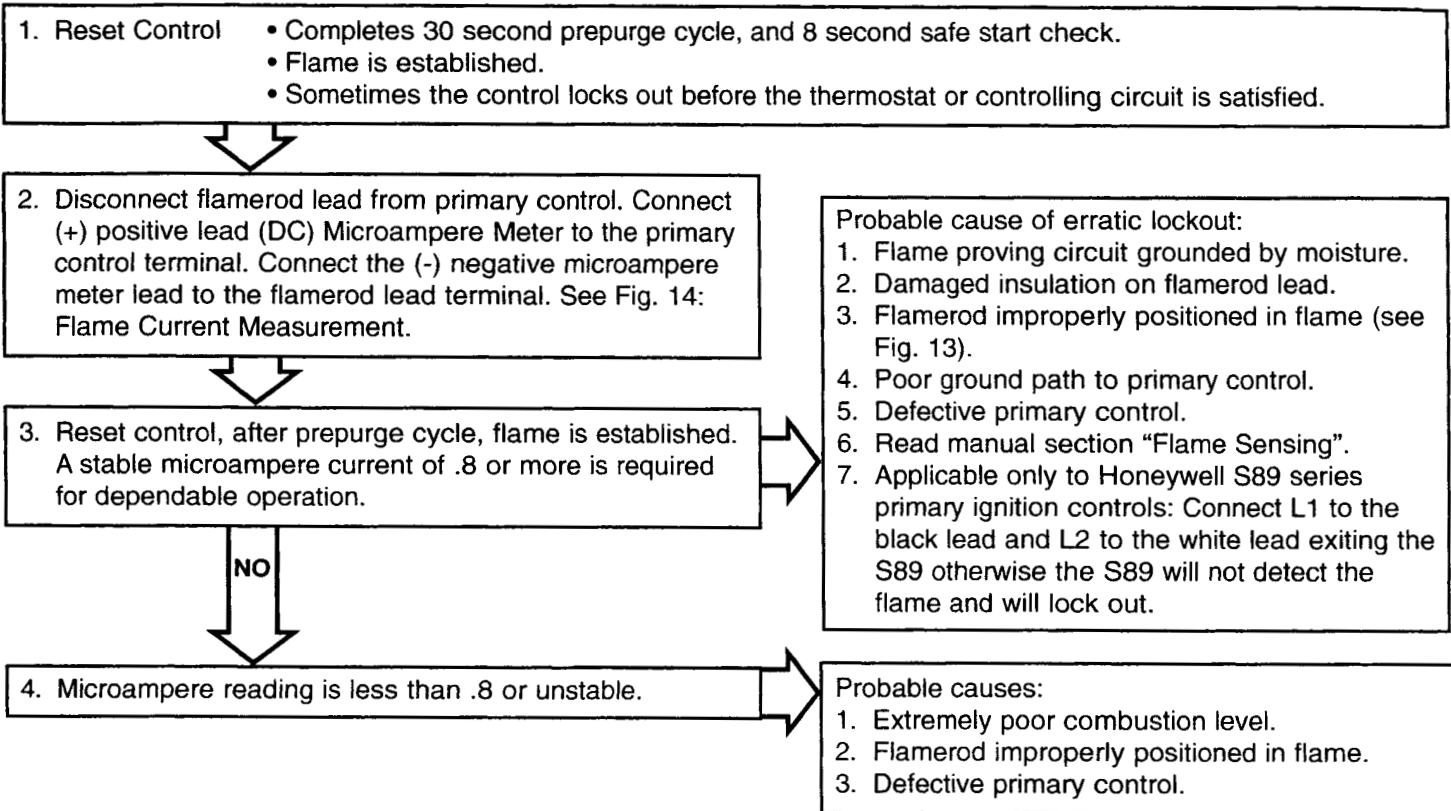 1. Reset Control • Completes 30 second prepurge cycle, and 8 second safe start check.
• Flame is established.
• Sometimes the control locks out before the thermostat or controlling circuit is satisfied.
2. Disconnect flamerod lead from primary control. Connect
(+) positive lead (DC) Microampere Meter to the primary
control terminal. Connect the (-) negative microampere
meter lead to the flamerod lead terminal. See Fig. 14:
Flame Current Measurement.
3. Reset control, after prepurge cycle, flame is established.
A stable microampere current of .8 or more is required
for dependable operation.
Probable cause of erratic lockout:
1. Flame proving circuit grounded by moisture.
2. Damaged insulation on flamerod lead.
3. Flamerod improperly positioned in flame (see
Fig. 13).
4. Poor ground path to primary control.
5. Defective primary control.
6. Read manual section “Flame Sensing”.
7. Applicable only to Honeywell S89 series
primary ignition controls: Connect L1 to the
black lead and L2 to the white lead exiting the
S89 otherwise the S89 will not detect the
flame and will lock out.
NO
4. Microampere reading is less than .8 or unstable.
Probable causes:
1. Extremely poor combustion level.
2. Flamerod improperly positioned in flame.
3. Defective primary control.